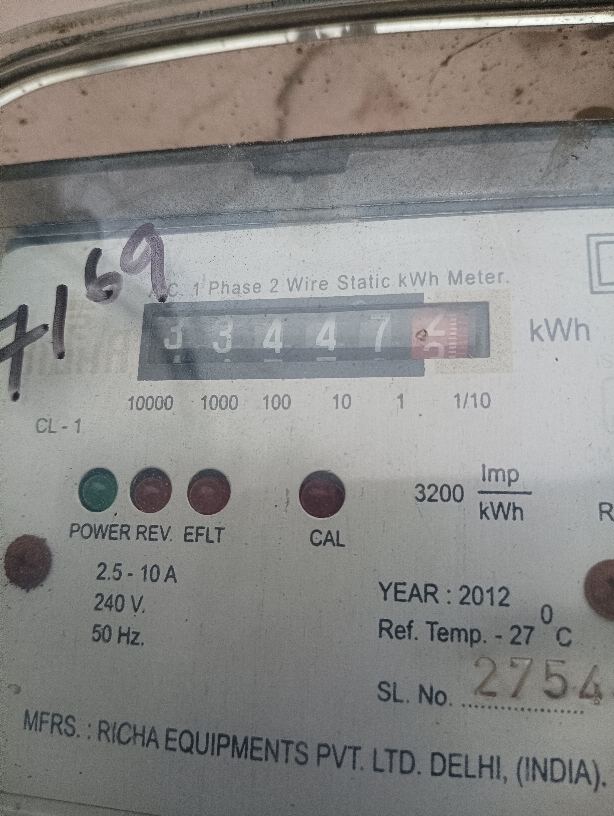 7169
A.C. 1 Phase 2 Wire Static kWh Meter.
3 3 4 4 7 kWh
10000 1000 100 10 1 1/10
CL - 1
3200 Imp/kWh
POWER REV. EFLT CAL
2.5 - 10 A
240 V.
50 Hz.
YEAR : 2012
Ref. Temp. - 27 0C
SL. No. 2754
MFRS. : RICHA EQUIPMENTS PVT. LTD. DELHI, (INDIA).